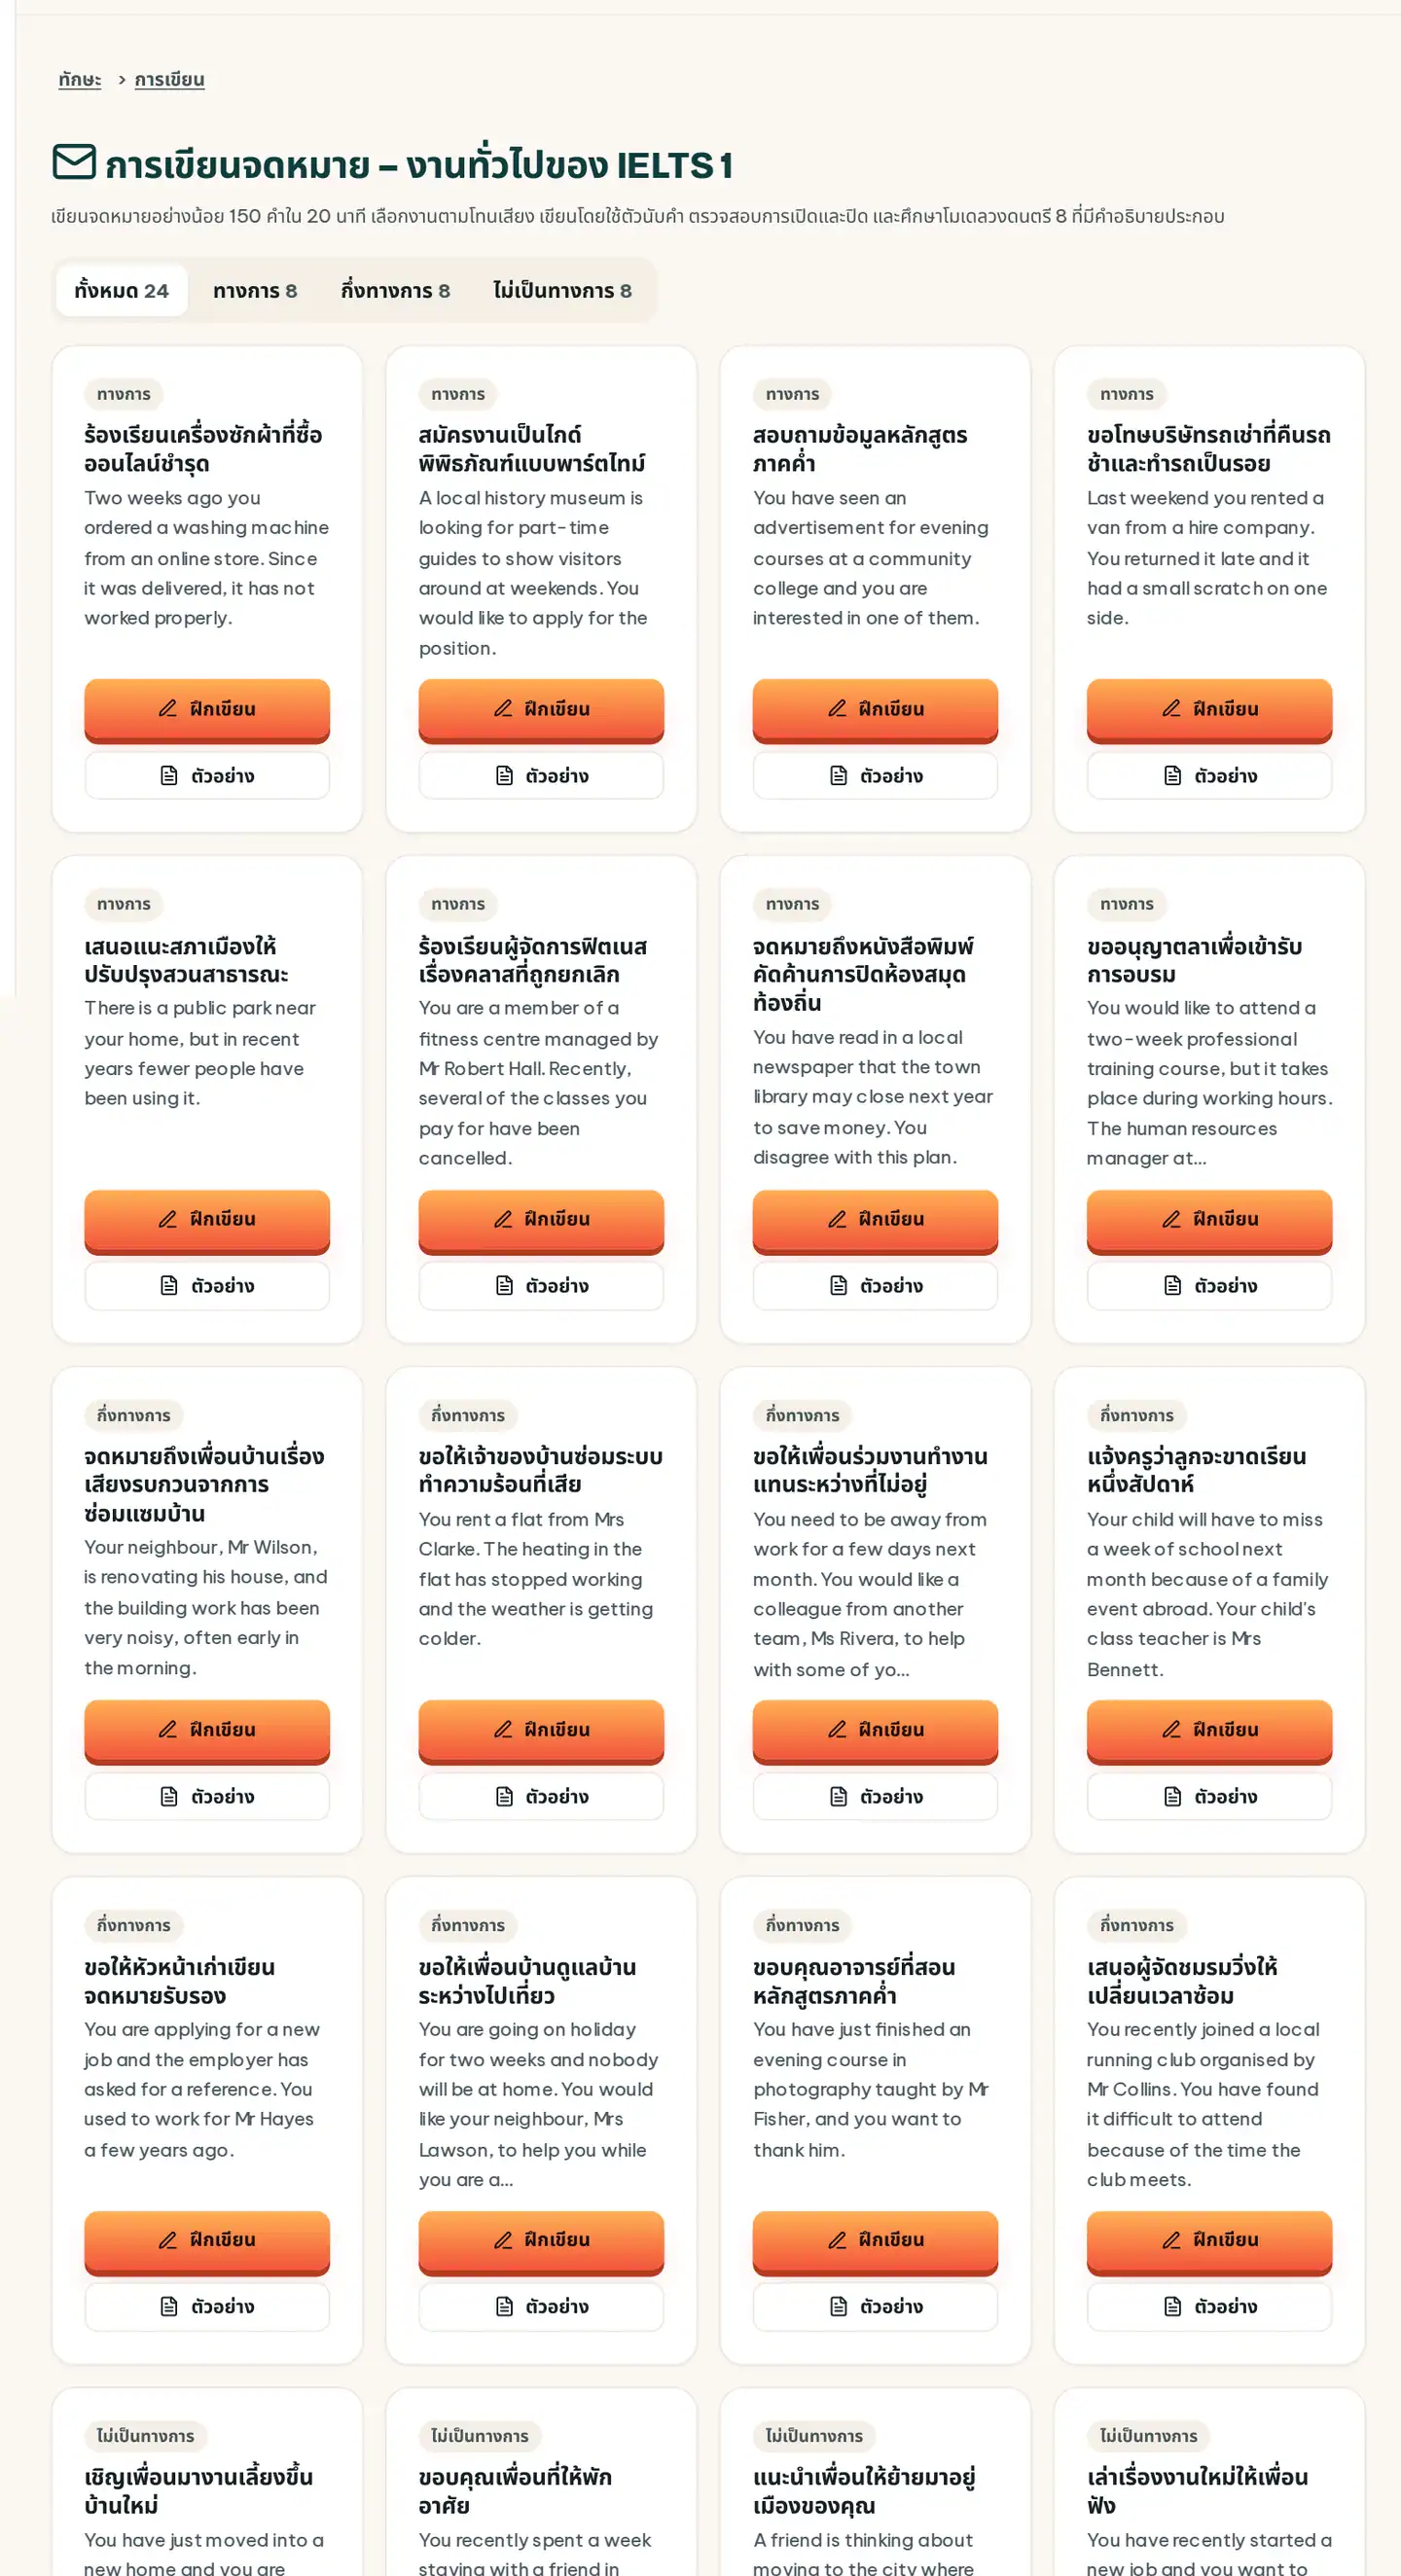 ทักษะ › การเขียน
การเขียนจดหมาย – งานทั่วไปของ IELTS 1
เขียนจดหมายอย่างน้อย 150 คำใน 20 นาที เลือกงานตามโทนเสียง เขียนโดยใช้ตัวนับคำ ตรวจสอบการเปิดและปิด และศึกษาโมเดลวงดนตรี 8 ที่มีคำอธิบายประกอบ
ทั้งหมด 24 ทางการ 8 กึ่งทางการ 8 ไม่เป็นทางการ 8
ทางการ
ร้องเรียนเครื่องซักผ้าที่ซื้อ
ออนไลน์ชำรุด
Two weeks ago you
ordered a washing machine
from an online store. Since
it was delivered, it has not
worked properly.
ฝึกเขียน
ตัวอย่าง
ทางการ
สมัครงานเป็นไกด์
พิพิธภัณฑ์แบบพาร์ตไทม์
A local history museum is
looking for part-time
guides to show visitors
around at weekends. You
would like to apply for the
position.
ฝึกเขียน
ตัวอย่าง
ทางการ
สอบถามข้อมูลหลักสูตร
ภาคค่ำ
You have seen an
advertisement for evening
courses at a community
college and you are
interested in one of them.
ฝึกเขียน
ตัวอย่าง
ทางการ
ขอโทษบริษัทรถเช่าที่คืนรถ
ช้าและทำรถเป็นรอย
Last weekend you rented a
van from a hire company.
You returned it late and it
had a small scratch on one
side.
ฝึกเขียน
ตัวอย่าง
ทางการ
เสนอแนะสภาเมืองให้
ปรับปรุงสวนสาธารณะ
There is a public park near
your home, but in recent
years fewer people have
been using it.
ฝึกเขียน
ตัวอย่าง
ทางการ
ร้องเรียนผู้จัดการฟิตเนส
เรื่องคลาสที่ถูกยกเลิก
You are a member of a
fitness centre managed by
Mr Robert Hall. Recently,
several of the classes you
pay for have been
cancelled.
ฝึกเขียน
ตัวอย่าง
ทางการ
จดหมายถึงหนังสือพิมพ์
คัดค้านการปิดห้องสมุด
ท้องถิ่น
You have read in a local
newspaper that the town
library may close next year
to save money. You
disagree with this plan.
ฝึกเขียน
ตัวอย่าง
ทางการ
ขออนุญาตลาเพื่อเข้ารับ
การอบรม
You would like to attend a
two-week professional
training course, but it takes
place during working hours.
The human resources
manager at...
ฝึกเขียน
ตัวอย่าง
กึ่งทางการ
จดหมายถึงเพื่อนบ้านเรื่อง
เสียงรบกวนจากการ
ซ่อมแซมบ้าน
Your neighbour, Mr Wilson,
is renovating his house, and
the building work has been
very noisy, often early in
the morning.
ฝึกเขียน
ตัวอย่าง
กึ่งทางการ
ขอให้เจ้าของบ้านซ่อมระบบ
ทำความร้อนที่เสีย
You rent a flat from Mrs
Clarke. The heating in the
flat has stopped working
and the weather is getting
colder.
ฝึกเขียน
ตัวอย่าง
กึ่งทางการ
ขอให้เพื่อนร่วมงานทำงาน
แทนระหว่างที่ไม่อยู่
You need to be away from
work for a few days next
month. You would like a
colleague from another
team, Ms Rivera, to help
with some of yo...
ฝึกเขียน
ตัวอย่าง
กึ่งทางการ
แจ้งครูว่าลูกจะขาดเรียน
หนึ่งสัปดาห์
Your child will have to miss
a week of school next
month because of a family
event abroad. Your child's
class teacher is Mrs
Bennett.
ฝึกเขียน
ตัวอย่าง
กึ่งทางการ
ขอให้หัวหน้าเก่าเขียน
จดหมายรับรอง
You are applying for a new
job and the employer has
asked for a reference. You
used to work for Mr Hayes
a few years ago.
ฝึกเขียน
ตัวอย่าง
กึ่งทางการ
ขอให้เพื่อนบ้านดูแลบ้าน
ระหว่างไปเที่ยว
You are going on holiday
for two weeks and nobody
will be at home. You would
like your neighbour, Mrs
Lawson, to help you while
you are a...
ฝึกเขียน
ตัวอย่าง
กึ่งทางการ
ขอบคุณอาจารย์ที่สอน
หลักสูตรภาคค่ำ
You have just finished an
evening course in
photography taught by Mr
Fisher, and you want to
thank him.
ฝึกเขียน
ตัวอย่าง
กึ่งทางการ
เสนอผู้จัดชมรมวิ่งให้
เปลี่ยนเวลาซ้อม
You recently joined a local
running club organised by
Mr Collins. You have found
it difficult to attend
because of the time the
club meets.
ฝึกเขียน
ตัวอย่าง
ไม่เป็นทางการ
เชิญเพื่อนมางานเลี้ยงขึ้น
บ้านใหม่
You have just moved into a
new home and you are
ไม่เป็นทางการ
ขอบคุณเพื่อนที่ให้พัก
อาศัย
You recently spent a week
staying with a friend in
ไม่เป็นทางการ
แนะนำเพื่อนให้ย้ายมาอยู่
เมืองของคุณ
A friend is thinking about
moving to the city where
ไม่เป็นทางการ
เล่าเรื่องงานใหม่ให้เพื่อน
ฟัง
You have recently started a
new job and you want to